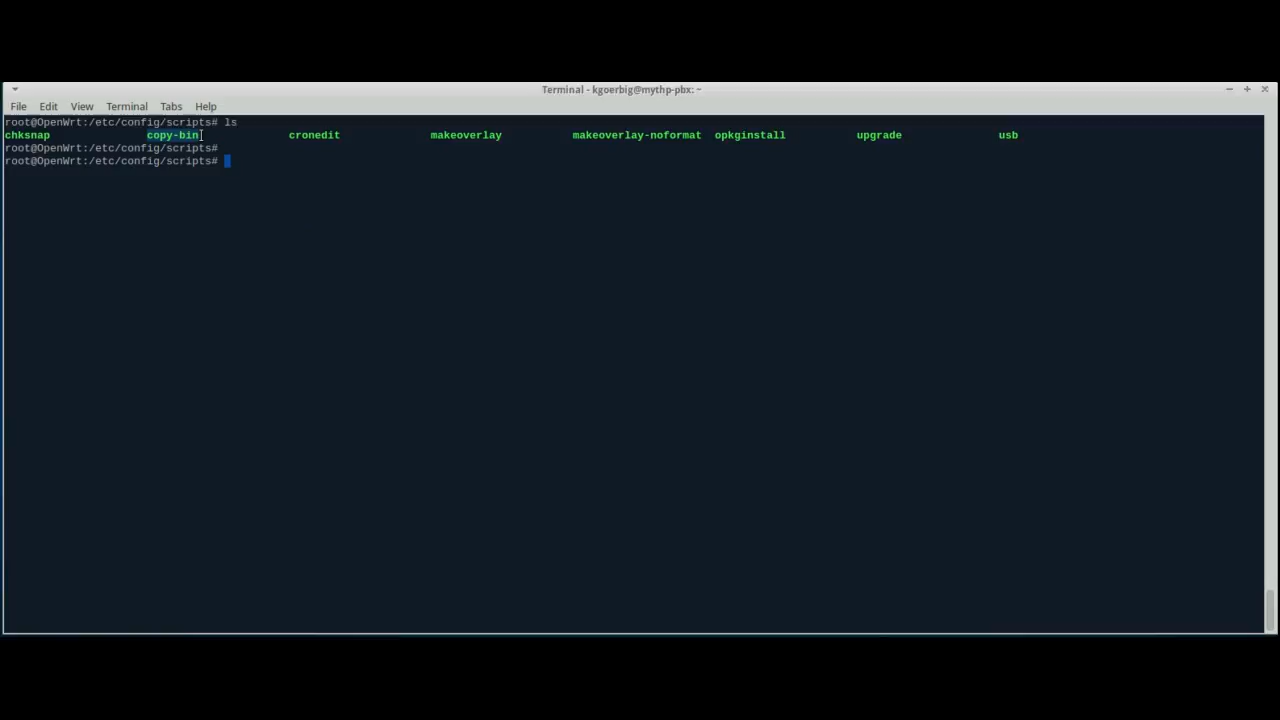 Terminal - kgoerbig@mythp-pbx: ~
File Edit View Terminal Tabs Help
root@OpenWrt:/etc/config/scripts# ls
chksnap copy-bin cronedit makeoverlay makeoverlay-noformat opkginstall upgrade usb
root@OpenWrt:/etc/config/scripts#
root@OpenWrt:/etc/config/scripts#